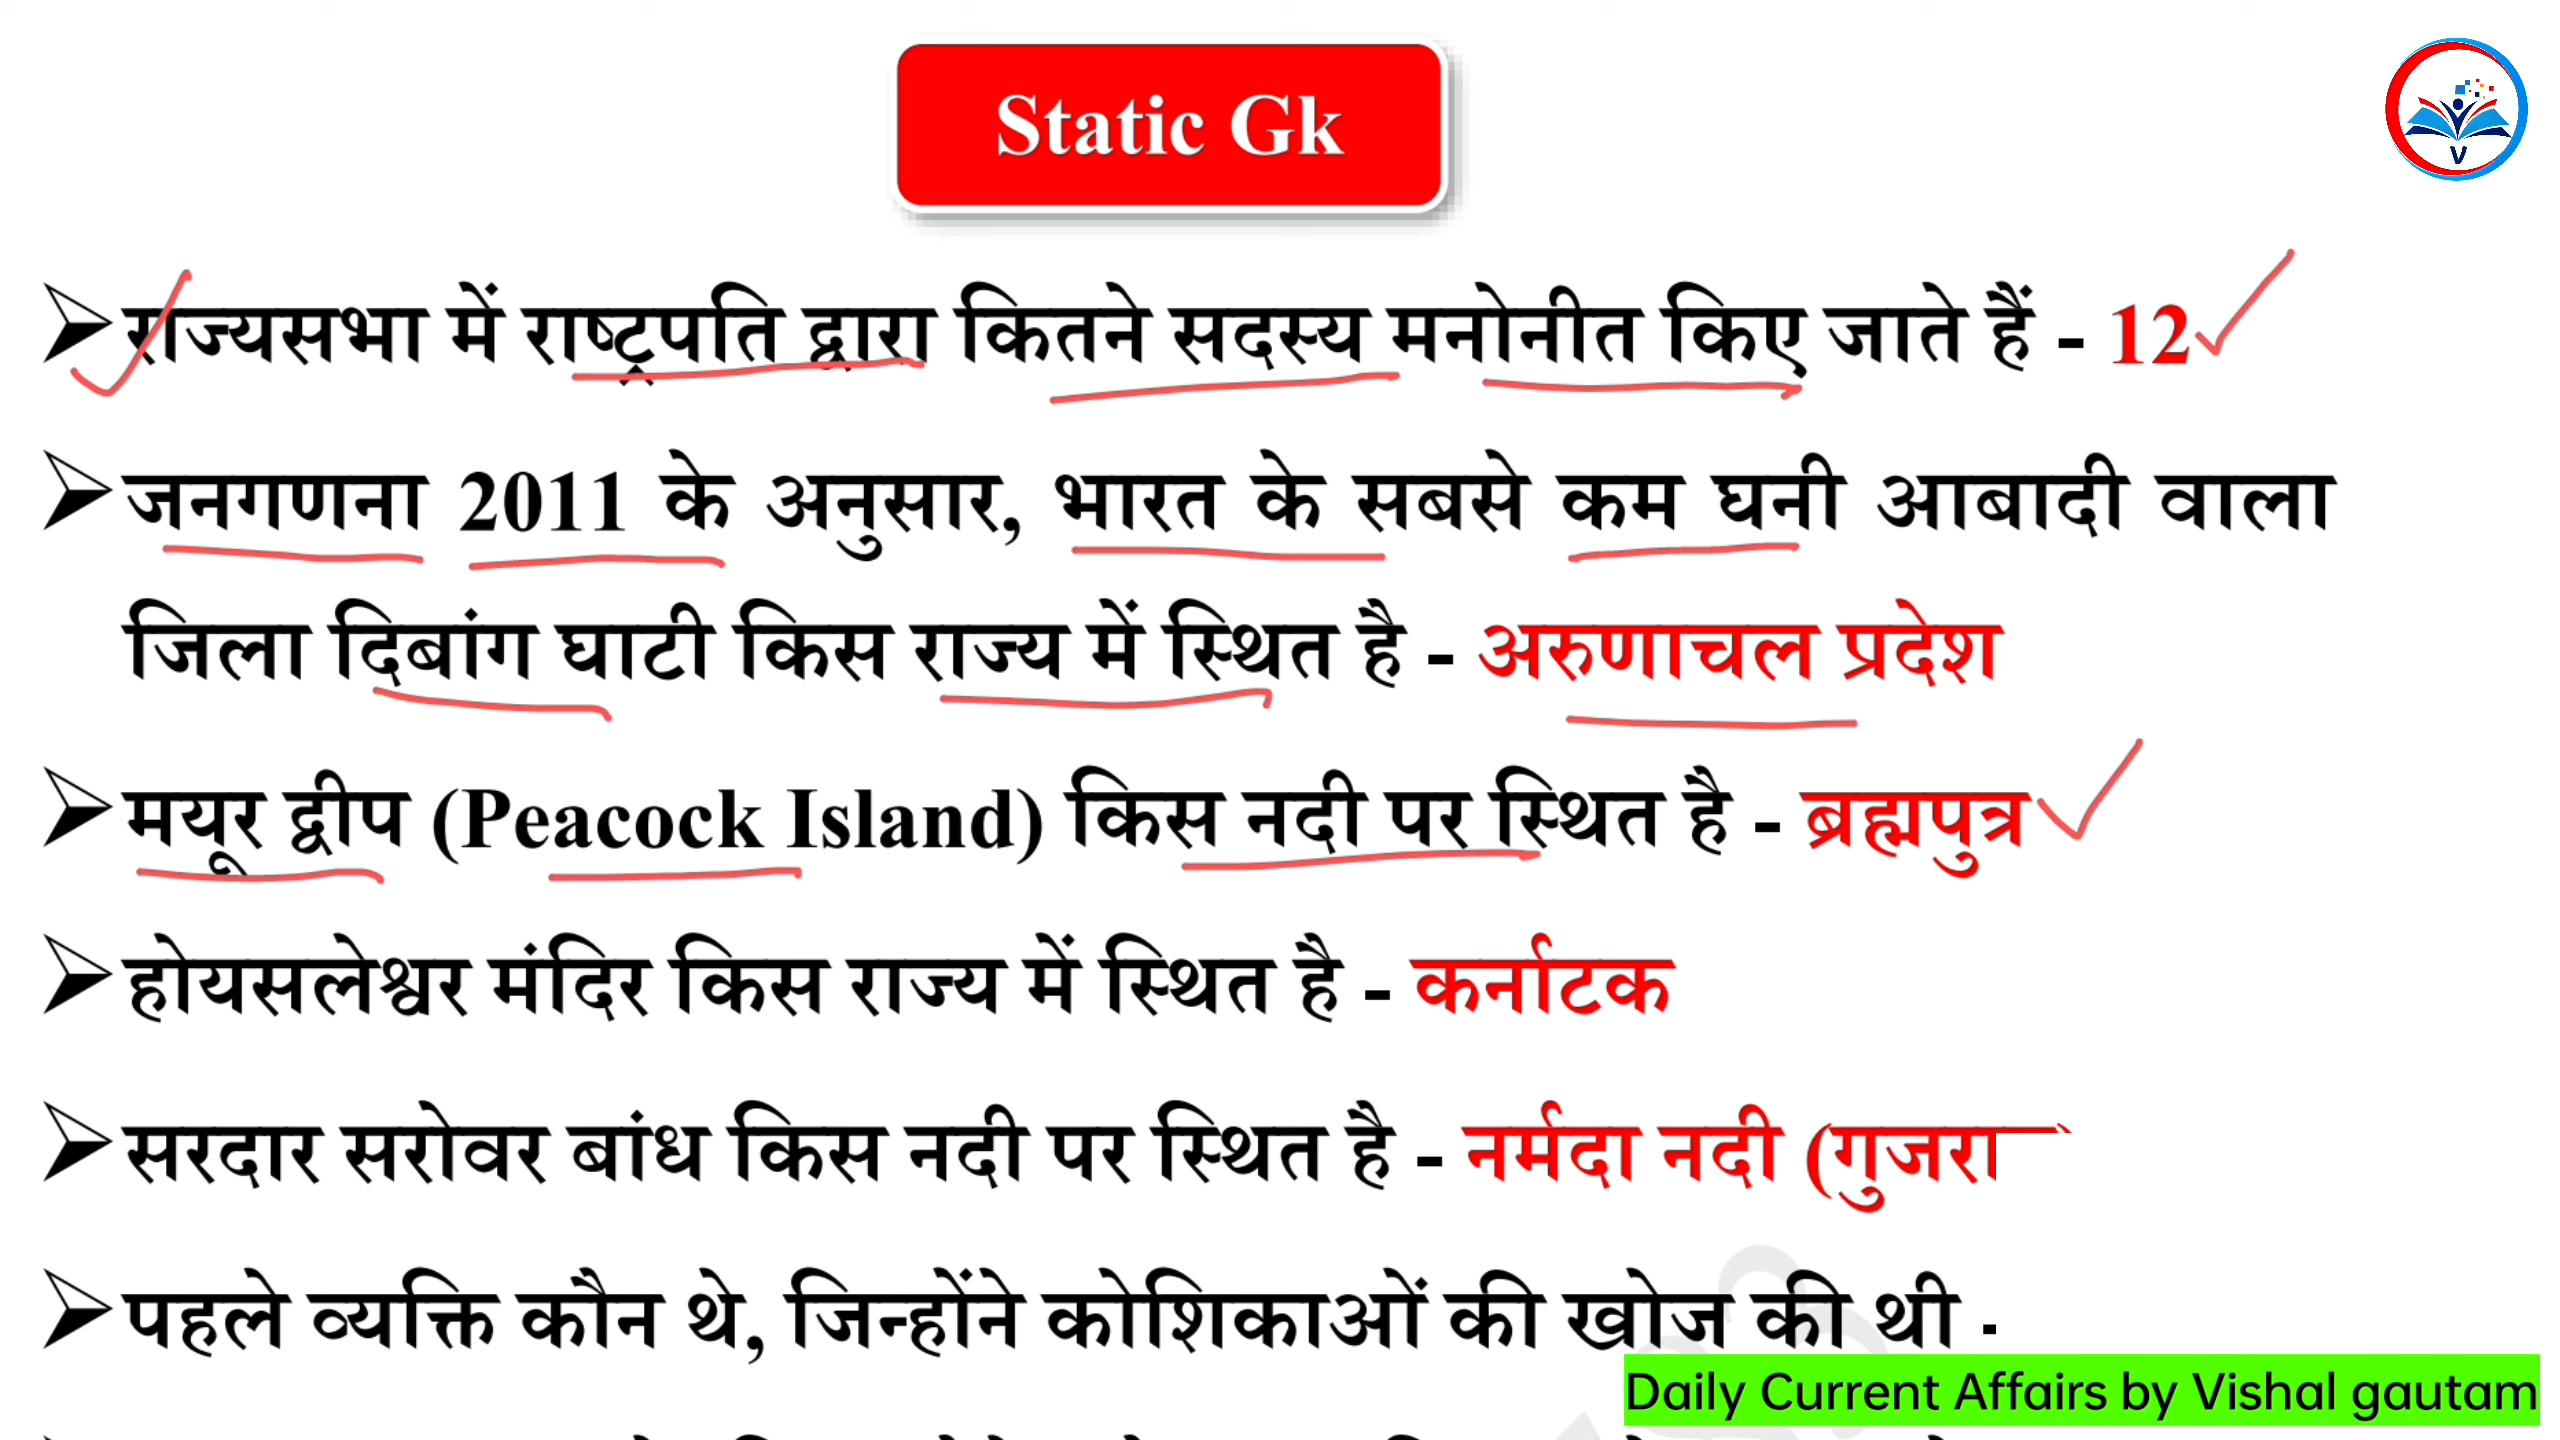 Static Gk
V
राज्यसभा में राष्ट्रपति द्वारा कितने सदस्य मनोनीत किए जाते हैं - 12
जनगणना 2011 के अनुसार, भारत के सबसे कम घनी आबादी वाला
जिला दिबांग घाटी किस राज्य में स्थित है - अरुणाचल प्रदेश
मयूर द्वीप (Peacock Island) किस नदी पर स्थित है - ब्रह्मपुत्र
होयसलेश्वर मंदिर किस राज्य में स्थित है - कर्नाटक
सरदार सरोवर बांध किस नदी पर स्थित है - नर्मदा नदी
पहले व्यक्ति कौन थे, जिन्होंने कोशिकाओं की खोज की थी -
Daily Current Affairs by Vishal gautam